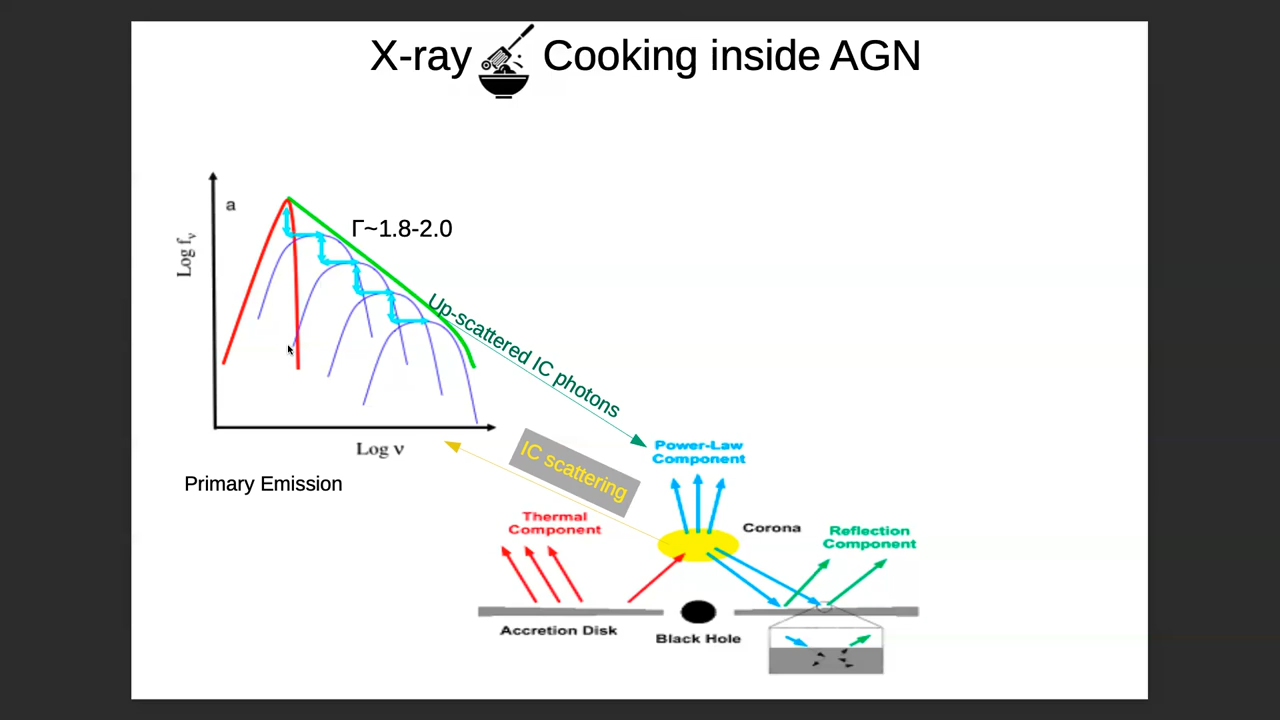 X-ray Cooking inside AGN
a
Γ~1.8-2.0
Log fν
Up-scattered IC photons
Log ν
Primary Emission
IC scattering
Power-Law
Component
Thermal
Component
Corona
Reflection
Component
Accretion Disk
Black Hole